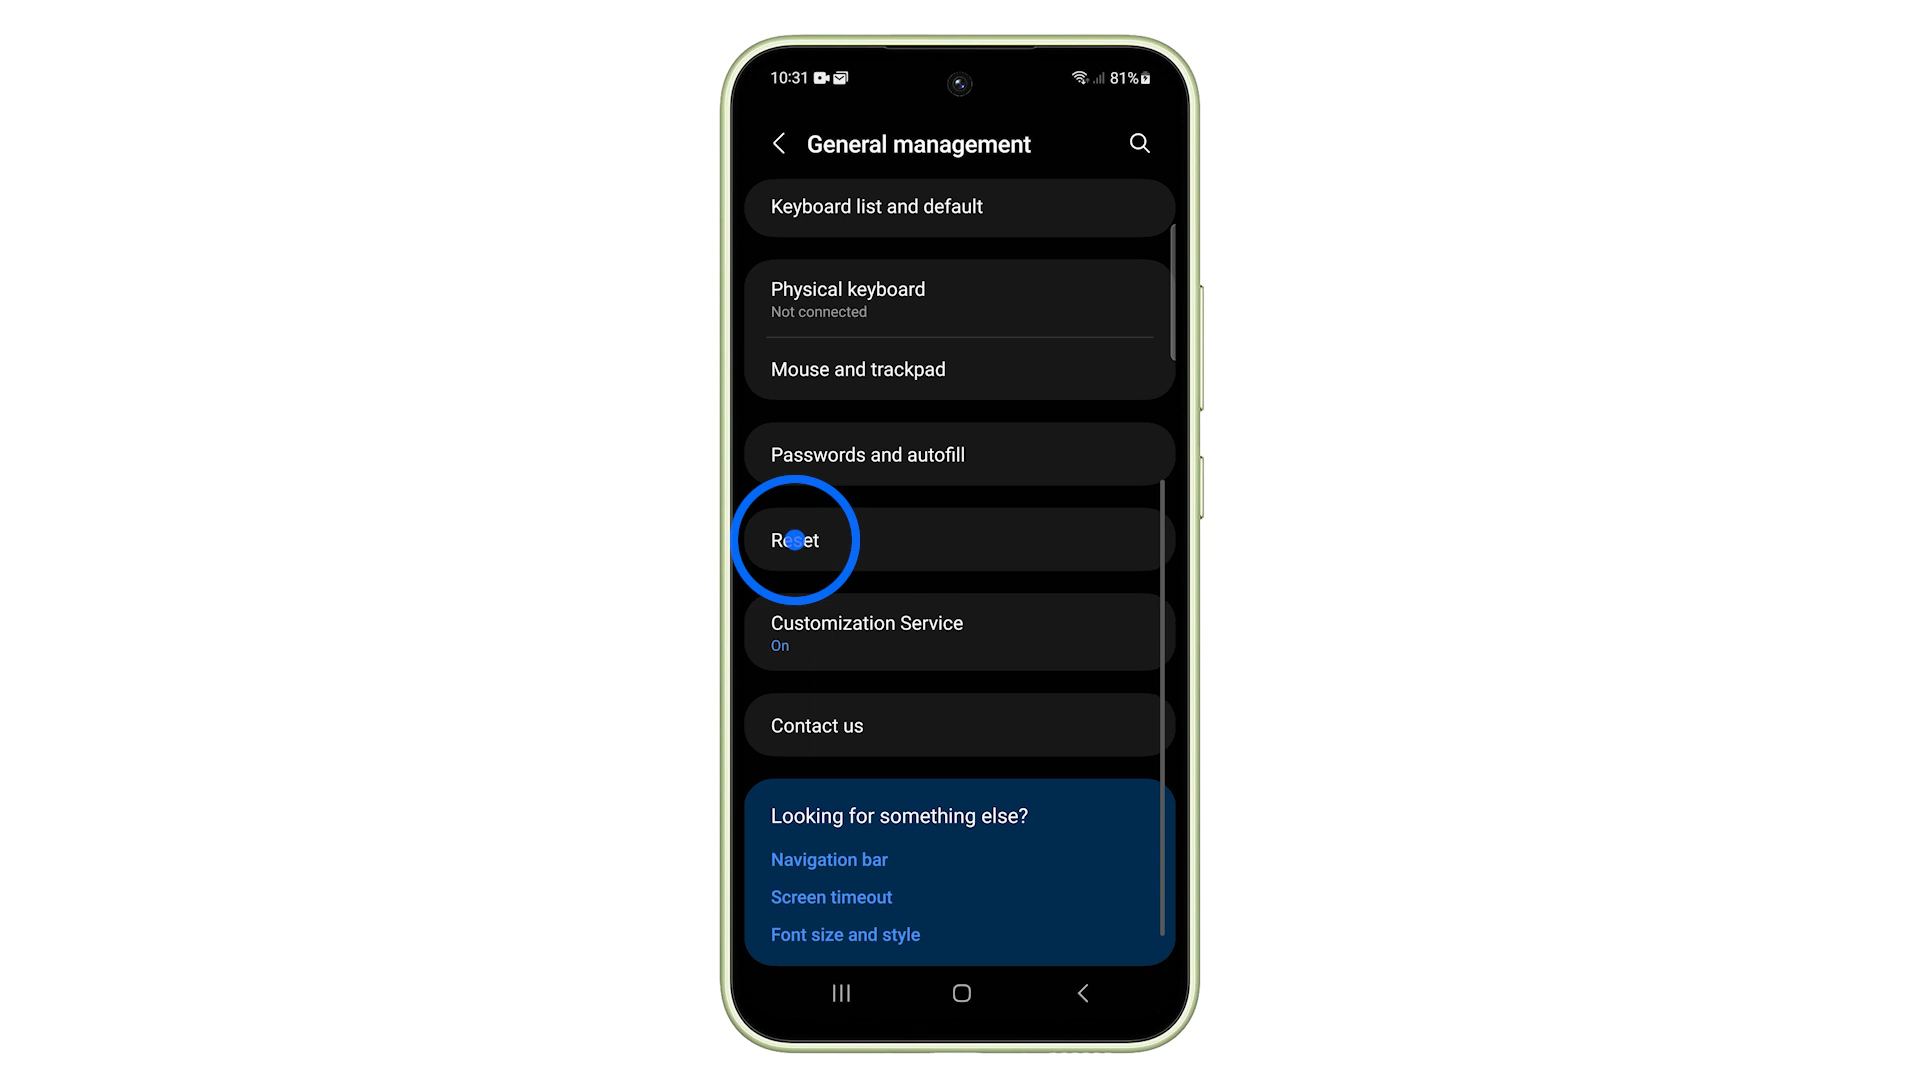 10:31
81%
General management
Keyboard list and default
Physical keyboard
Not connected
Mouse and trackpad
Passwords and autofill
Reset
Customization Service
On
Contact us
Looking for something else?
Navigation bar
Screen timeout
Font size and style